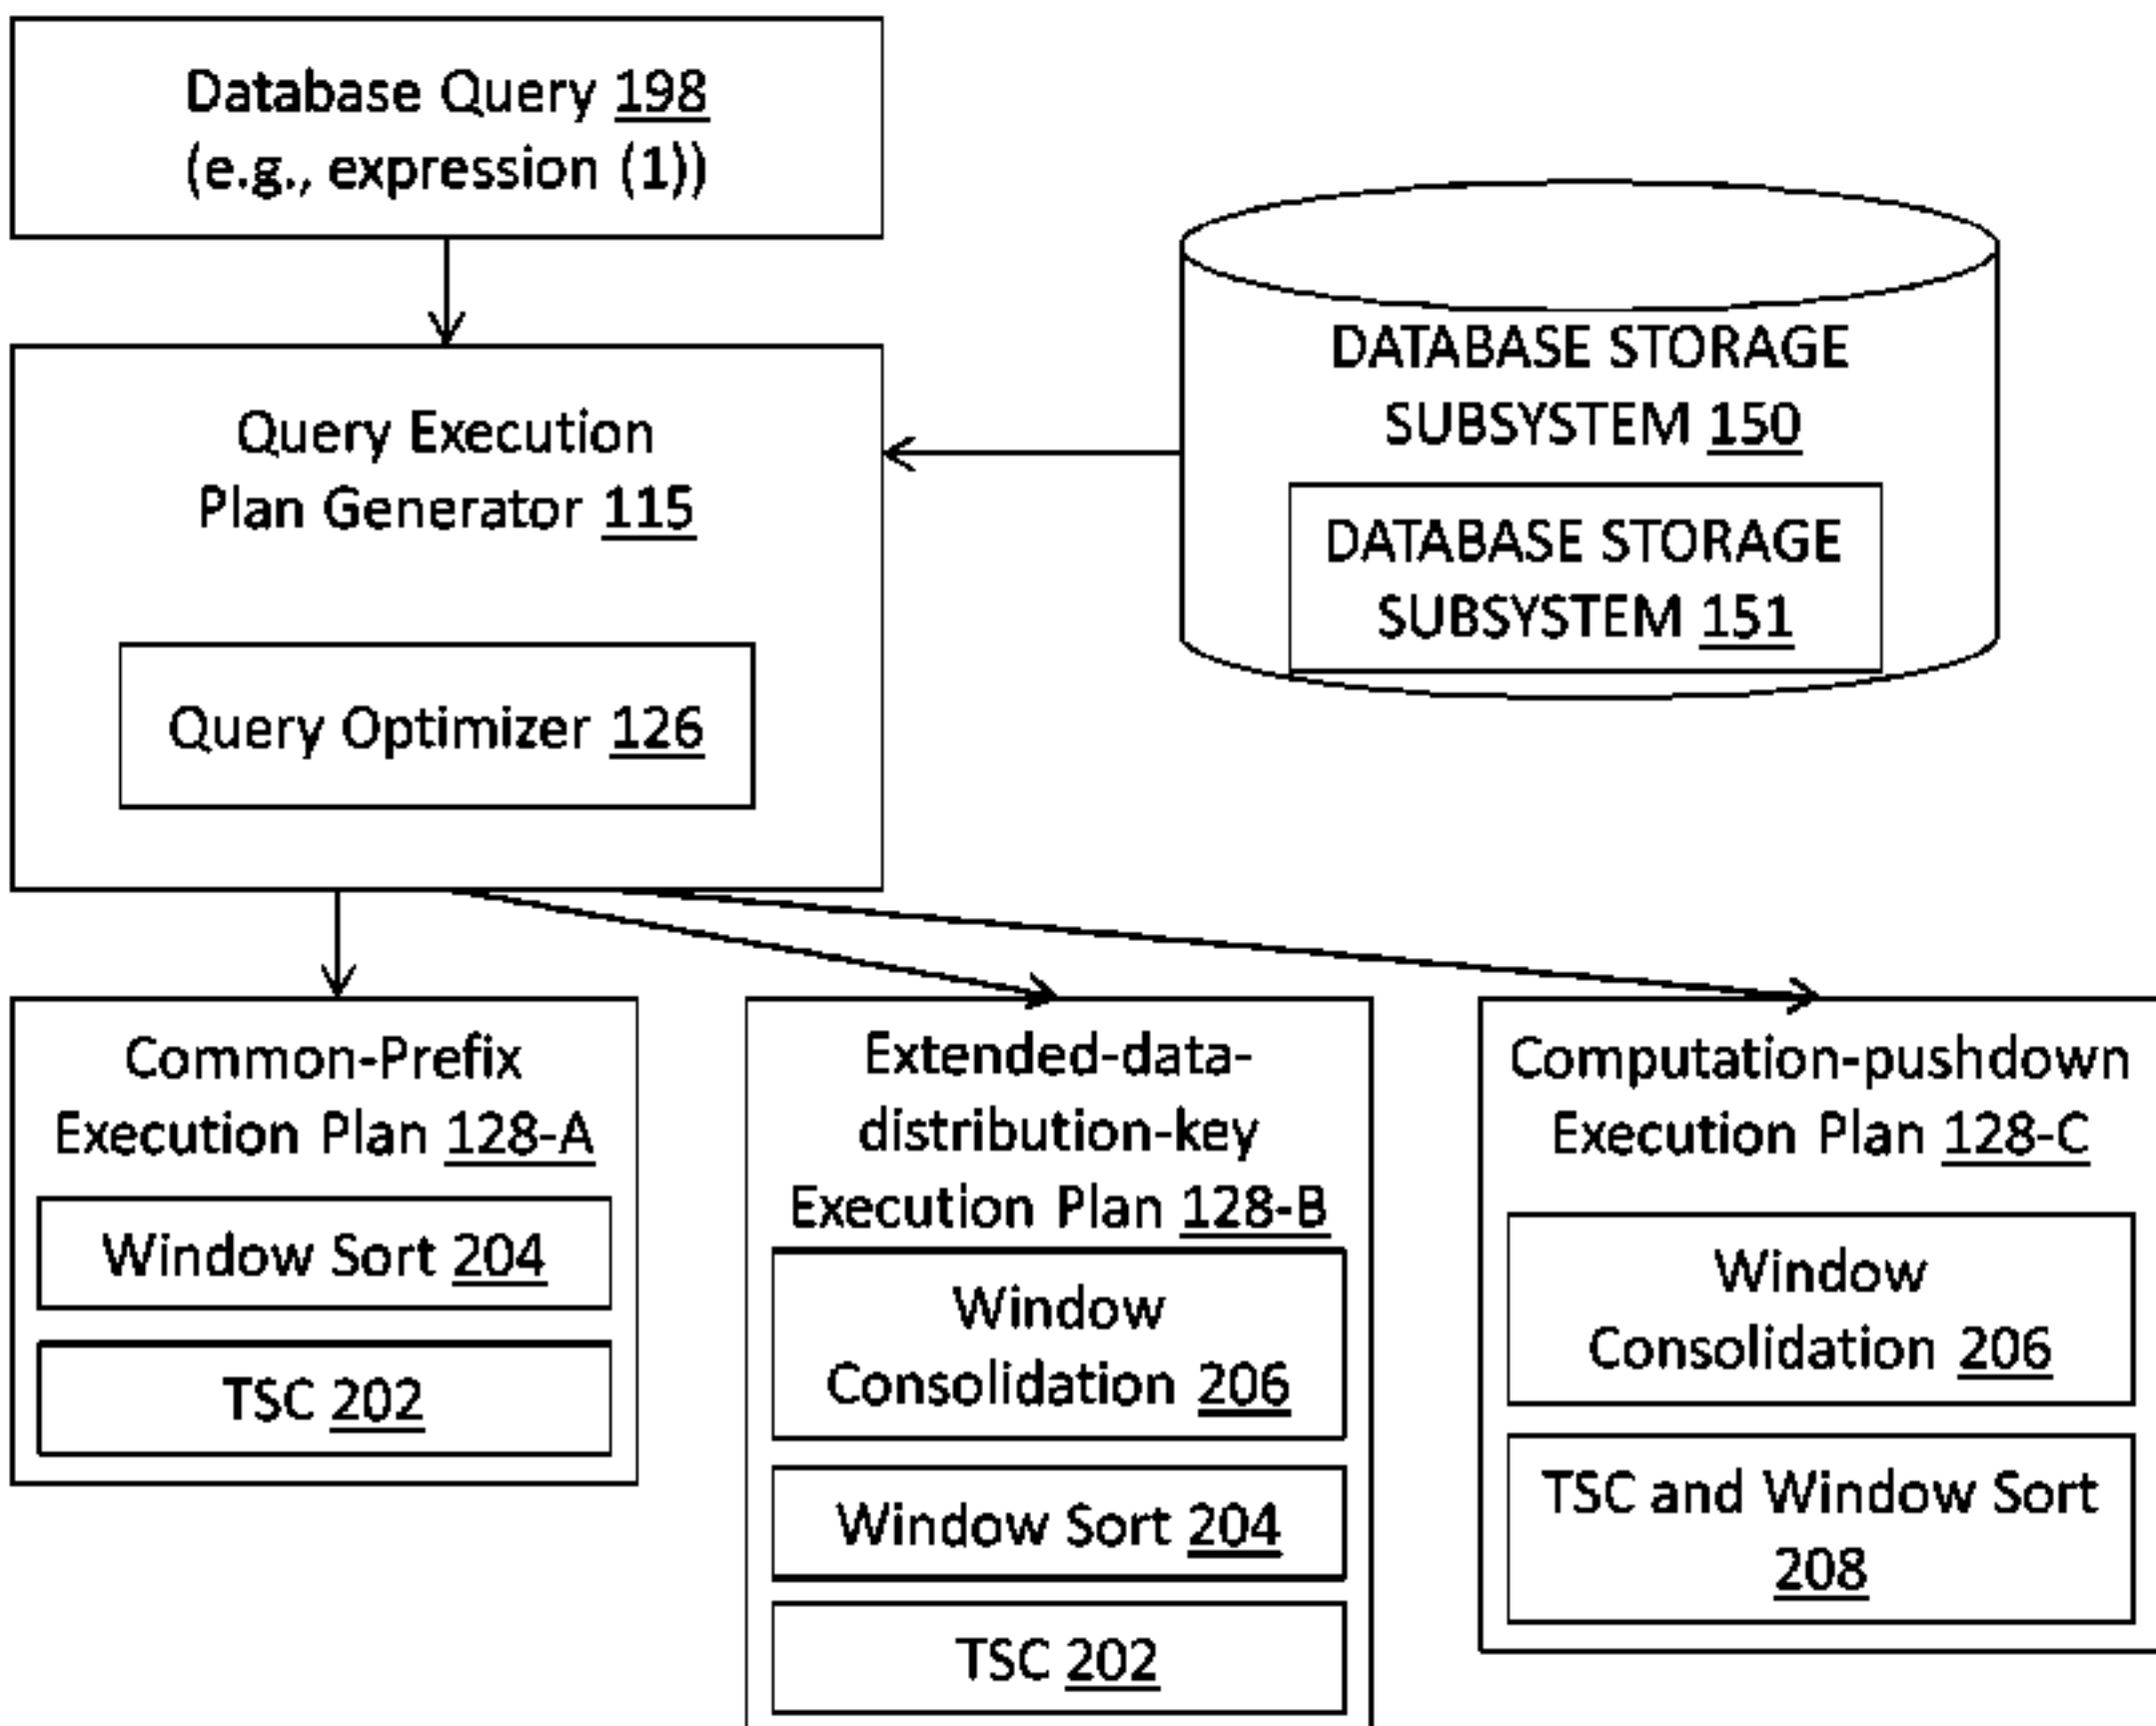 Database Query 198
(e.g., expression (1))
DATABASE STORAGE
SUBSYSTEM 150
DATABASE STORAGE
SUBSYSTEM 151
Query Execution
Plan Generator 115
Query Optimizer 126
Common-Prefix
Execution Plan 128-A
Window Sort 204
TSC 202
Extended-data-
distribution-key
Execution Plan 128-B
Window
Consolidation 206
Window Sort 204
TSC 202
Computation-pushdown
Execution Plan 128-C
Window
Consolidation 206
TSC and Window Sort
208